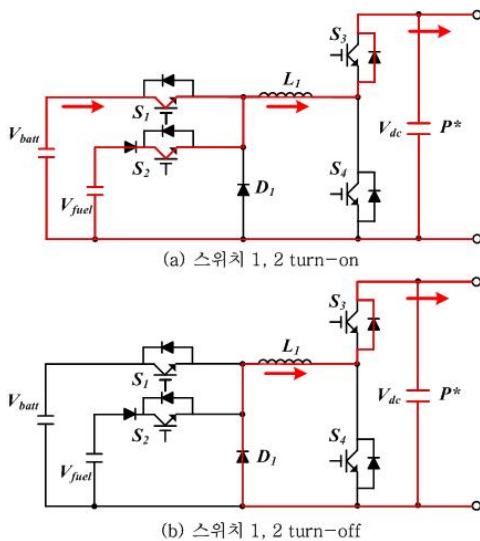 S3
L1
S1
Vbatt
S2
Vdc
P*
S4
Vfuel
D1
(a) 스위치 1, 2 turn-on
S3
L1
S1
Vbatt
S2
Vdc
P*
S4
Vfuel
D1
(b) 스위치 1, 2 turn-off